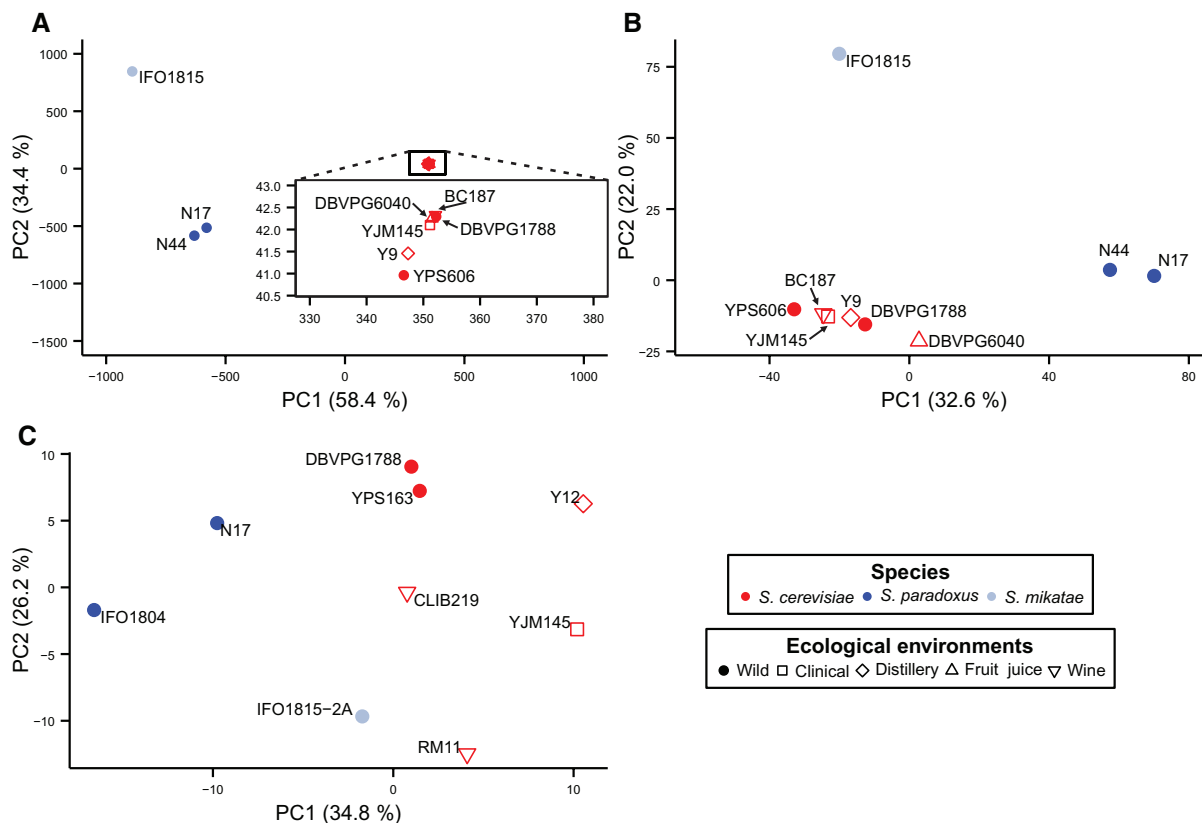 A
PC2 (34.4 %)
1000
500
0
−500
−1000
−1500
IFO1815
N17
N44
43.0
42.5
42.0
41.5
41.0
40.5
DBVPG6040
BC187
YJM145
DBVPG1788
Y9
YPS606
330 340 350 360 370 380
−1000 −500 0 500 1000
PC1 (58.4 %)
B
PC2 (22.0 %)
75
50
25
0
−25
IFO1815
N44
N17
BC187
Y9
YPS606
DBVPG1788
YJM145
DBVPG6040
−40 0 40 80
PC1 (32.6 %)
C
PC2 (26.2 %)
10
5
0
−5
−10
DBVPG1788
YPS163
Y12
N17
CLIB219
IFO1804
YJM145
IFO1815−2A
RM11
−10 0 10
PC1 (34.8 %)
Species
S. cerevisiae S. paradoxus S. mikatae
Ecological environments
Wild Clinical Distillery Fruit juice Wine